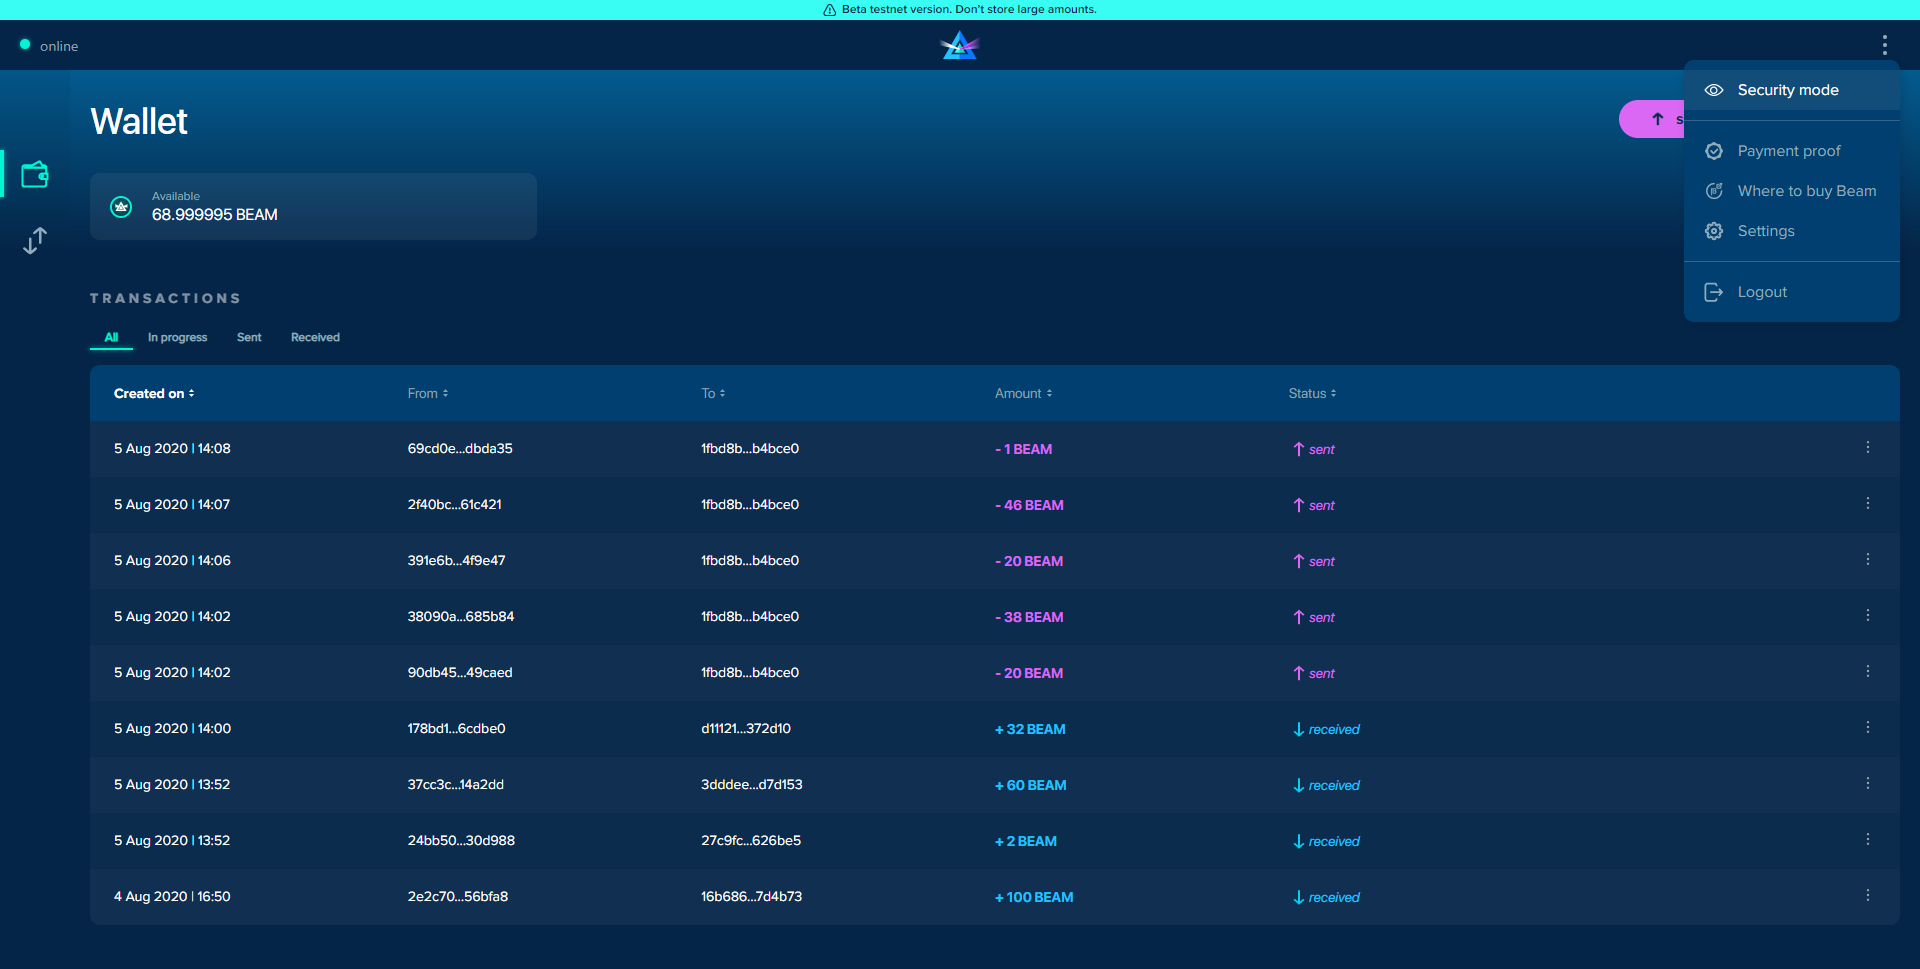 Beta testnet version. Don't store large amounts.
online
Wallet
Security mode
Payment proof
Where to buy Beam
Settings
Logout
Available
68.999995 BEAM
TRANSACTIONS
All In progress Sent Received
Created on From To Amount Status
5 Aug 2020 | 14:08 69cd0e...dbda35 1fbd8b...b4bce0 - 1 BEAM sent
5 Aug 2020 | 14:07 2f40bc...61c421 1fbd8b...b4bce0 - 46 BEAM sent
5 Aug 2020 | 14:06 391e6b...4f9e47 1fbd8b...b4bce0 - 20 BEAM sent
5 Aug 2020 | 14:02 38090a...685b84 1fbd8b...b4bce0 - 38 BEAM sent
5 Aug 2020 | 14:02 90db45...49caed 1fbd8b...b4bce0 - 20 BEAM sent
5 Aug 2020 | 14:00 178bd1...6cdbe0 d11121...372d10 + 32 BEAM received
5 Aug 2020 | 13:52 37cc3c...14a2dd 3dddee...d7d153 + 60 BEAM received
5 Aug 2020 | 13:52 24bb50...30d988 27c9fc...626be5 + 2 BEAM received
4 Aug 2020 | 16:50 2e2c70...56bfa8 16b686...7d4b73 + 100 BEAM received